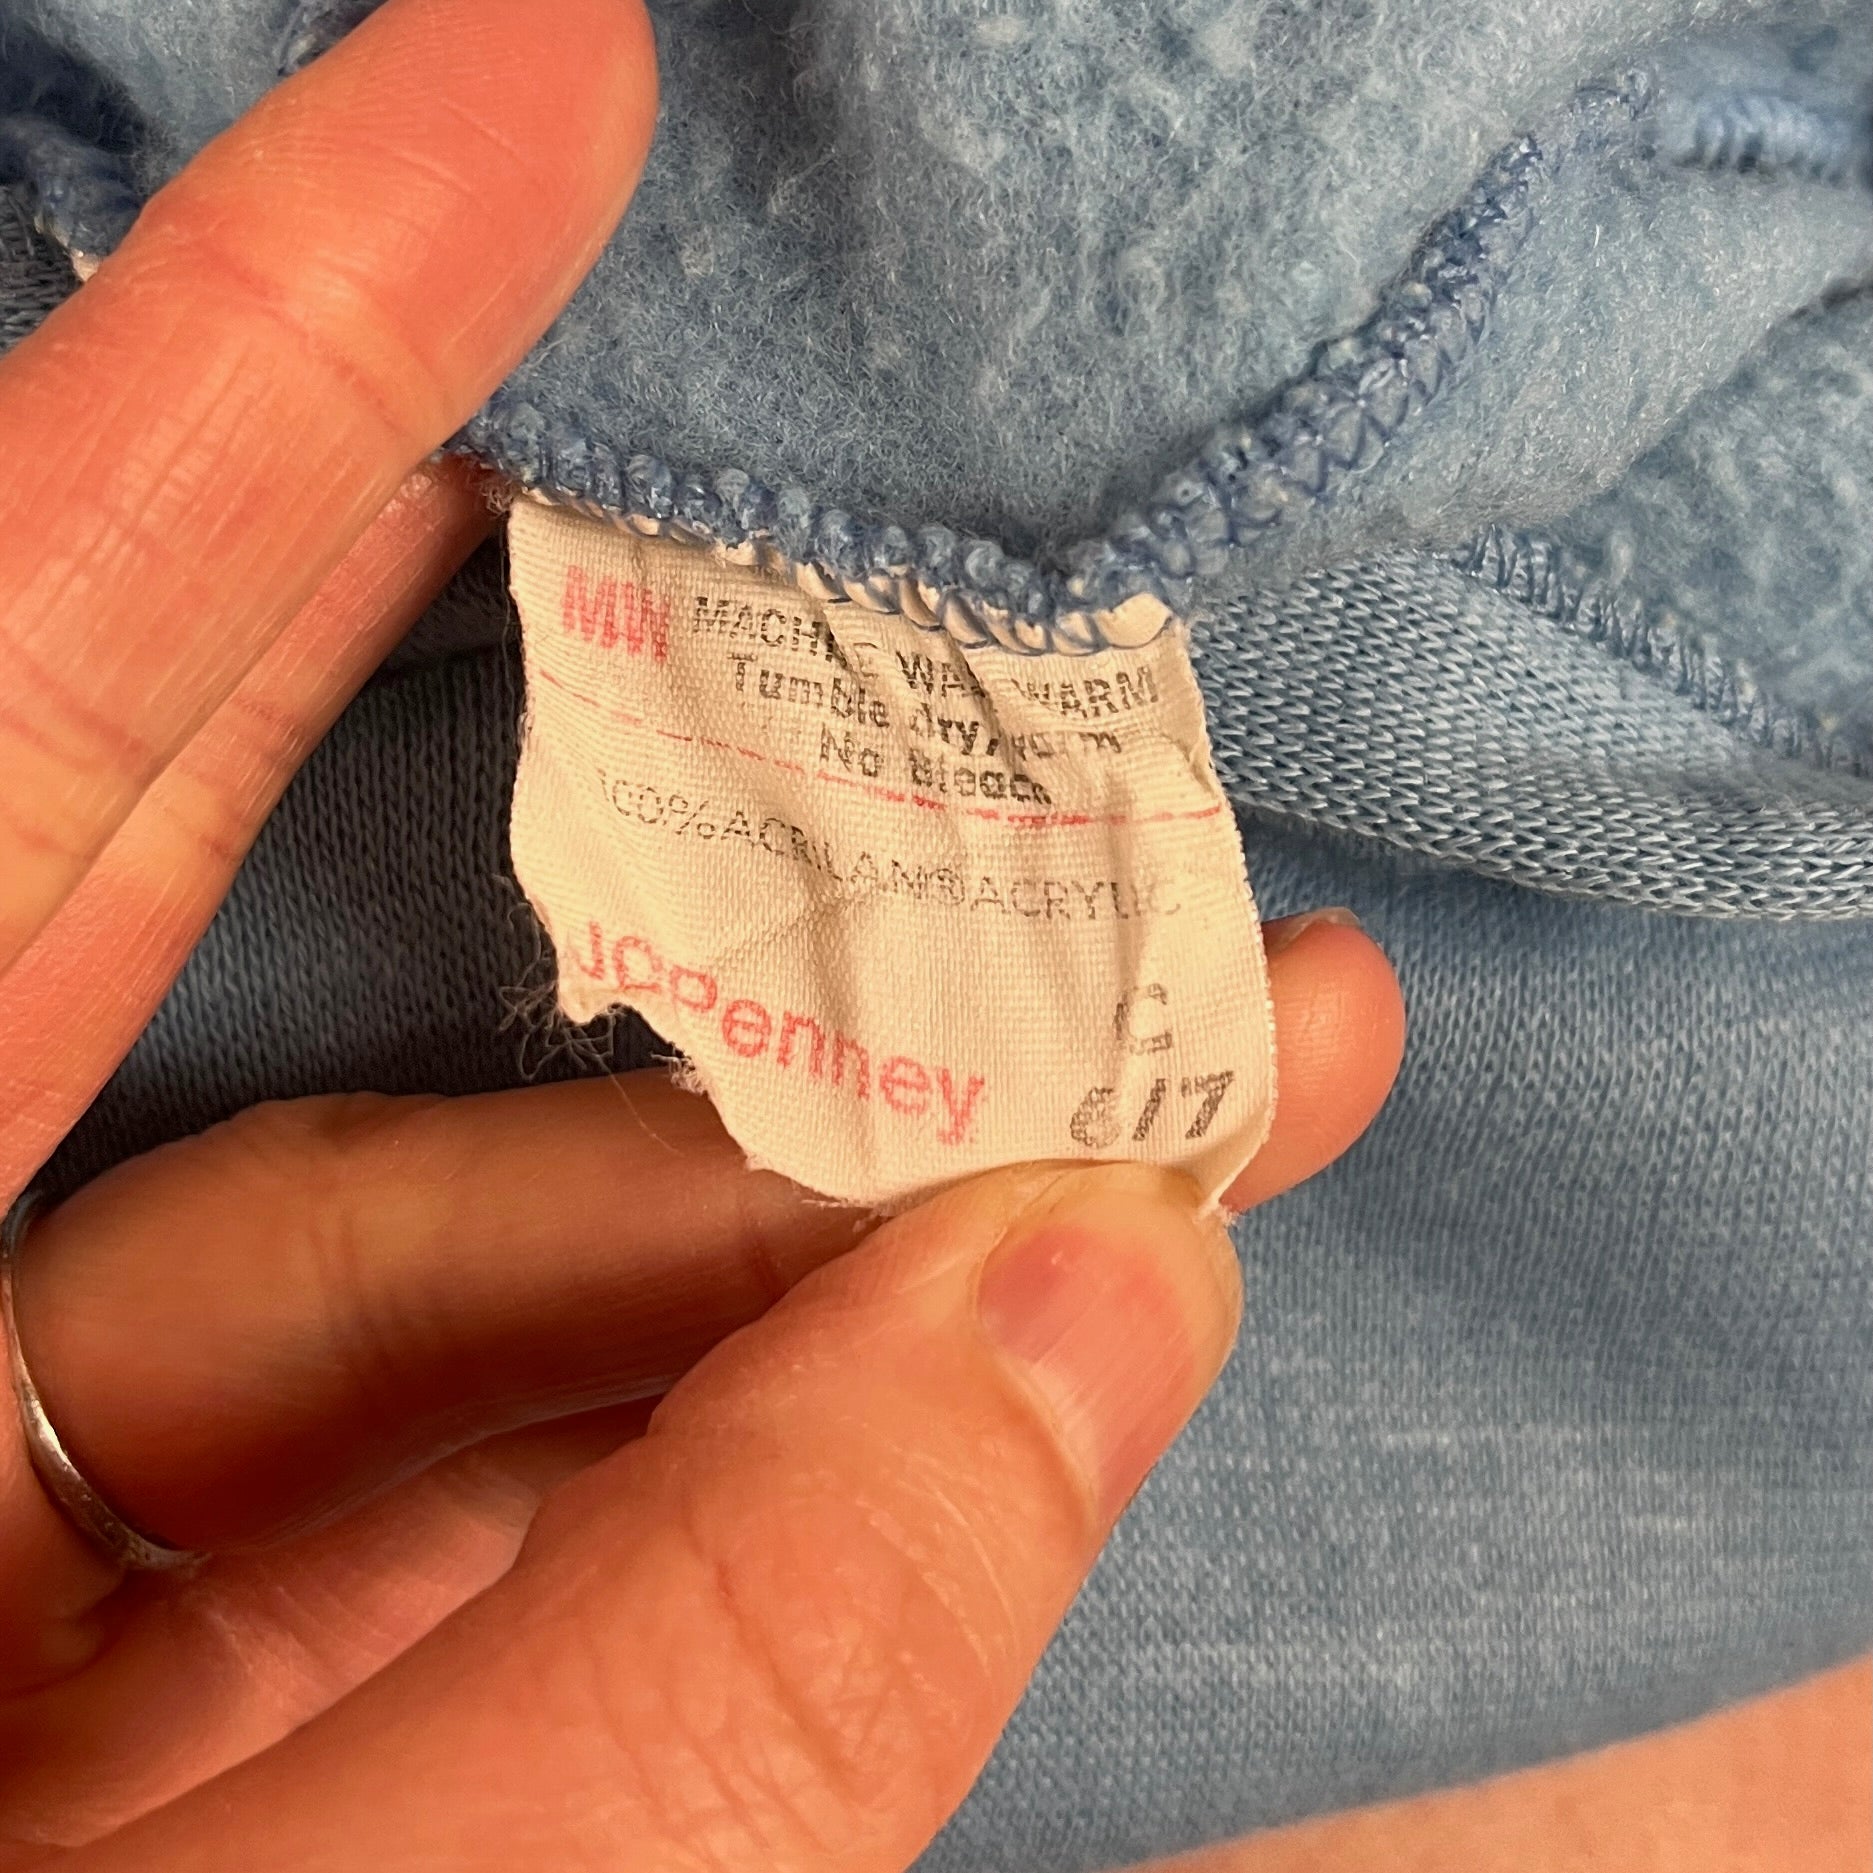 MW MACHINE WASH WARM
Tumble dry, warm
No Bleach
100% ACRILAN® ACRYLIC
JCPenney
C
6/7